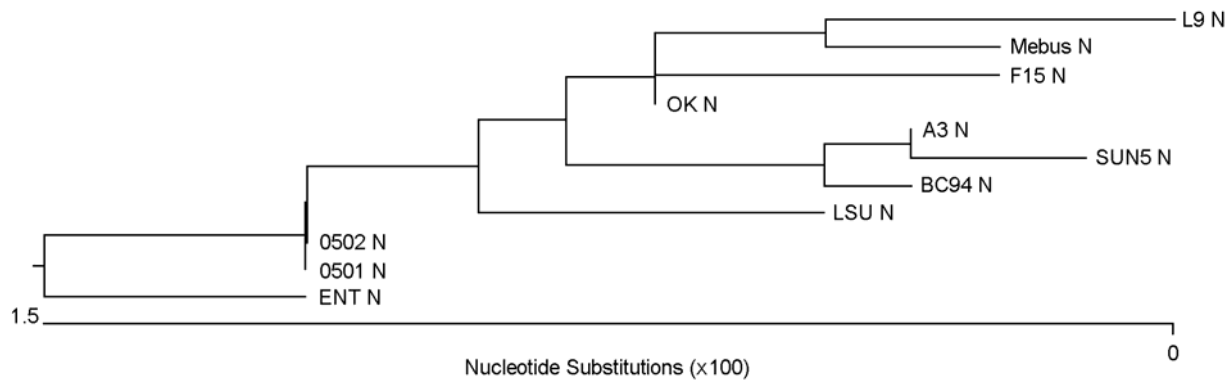 L9 N
Mebus N
F15 N
OK N
A3 N
SUN5 N
BC94 N
LSU N
0502 N
0501 N
ENT N
1.5
0
Nucleotide Substitutions (×100)